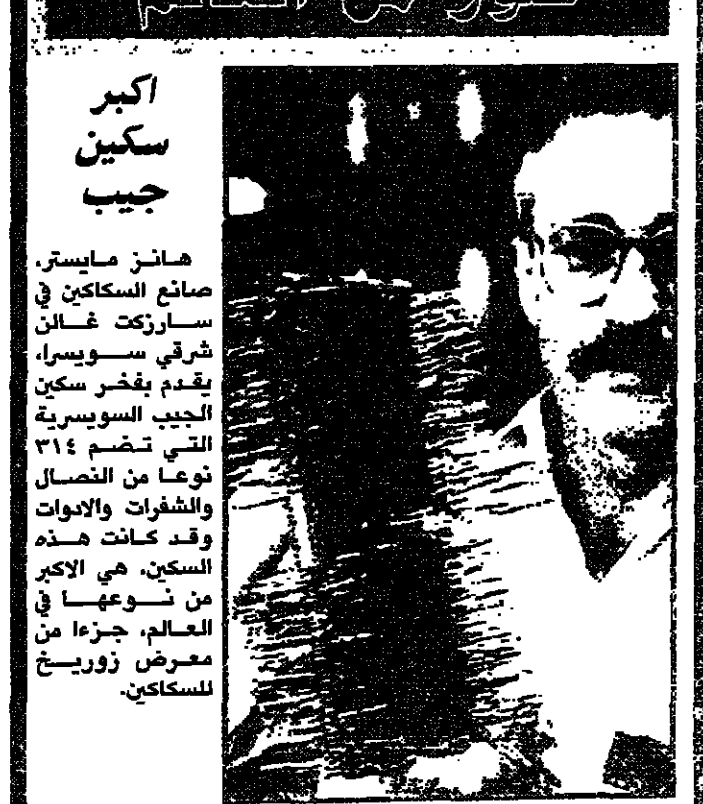 اكبر
سكين
جيب
هانز مايستر،
صانع السكاكين في
سارزكت غالن
شرقي سويسرا،
يقدم بفخر سكين
الجيب السويسرية
التي تضم ٣١٤
نوعا من النصال
والشفرات والادوات
وقد كانت هذه
السكين، هي الاكبر
من نوعها في
العالم، جزءا من
معرض زوريخ
للسكاكين.